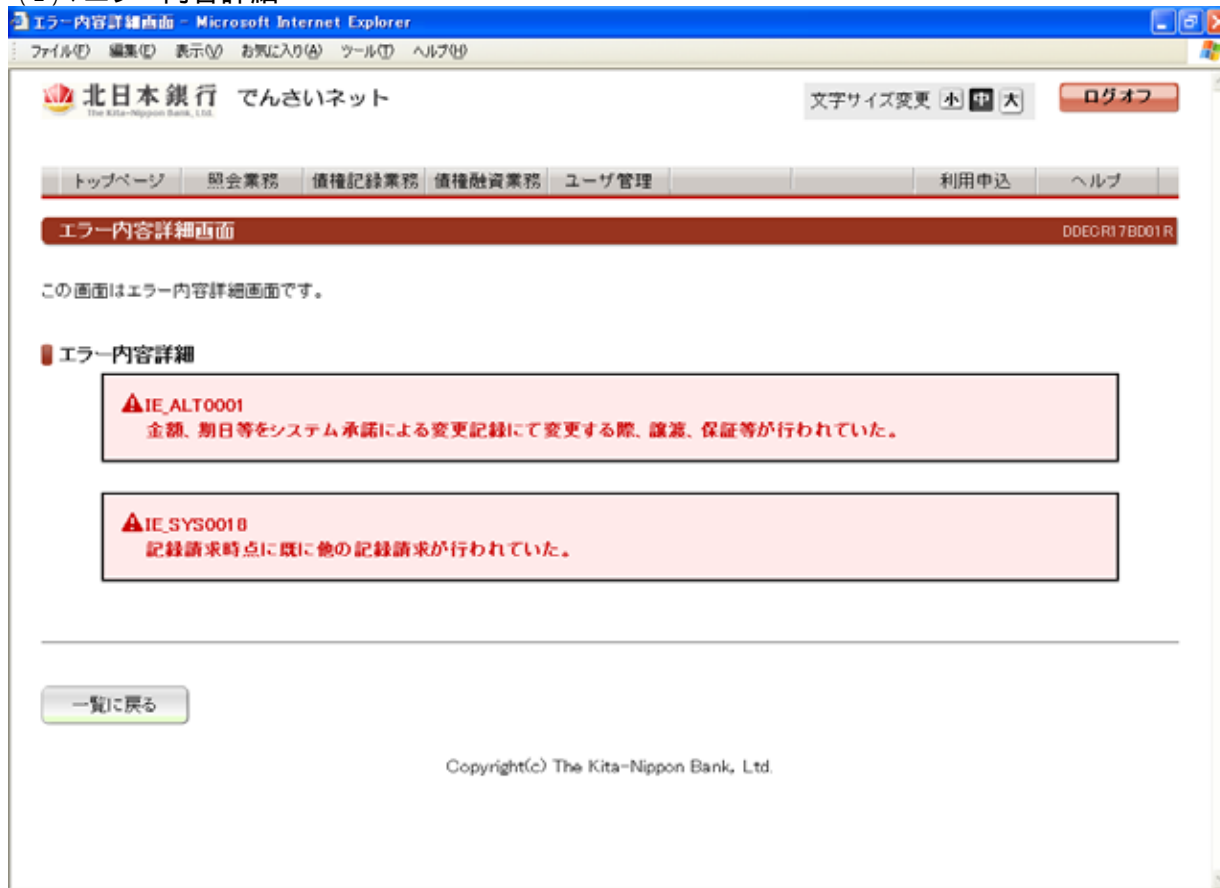 エラー内容詳細画面 - Microsoft Internet Explorer
ファイル(F) 編集(E) 表示(V) お気に入り(A) ツール(T) ヘルプ(H)
北日本銀行 でんさいネット 文字サイズ変更 小 中 大 ログオフ
The Kita-Nippon Bank, Ltd.
トップページ 照会業務 債権記録業務 債権融資業務 ユーザ管理 利用申込 ヘルプ
エラー内容詳細画面 DDECR17BD01R
この画面はエラー内容詳細画面です。
エラー内容詳細
IE_ALT0001
金額、期日等をシステム承諾による変更記録にて変更する際、譲渡、保証等が行われていた。
IE_SYS0018
記録請求時点に既に他の記録請求が行われていた。
一覧に戻る
Copyright(c) The Kita-Nippon Bank, Ltd.